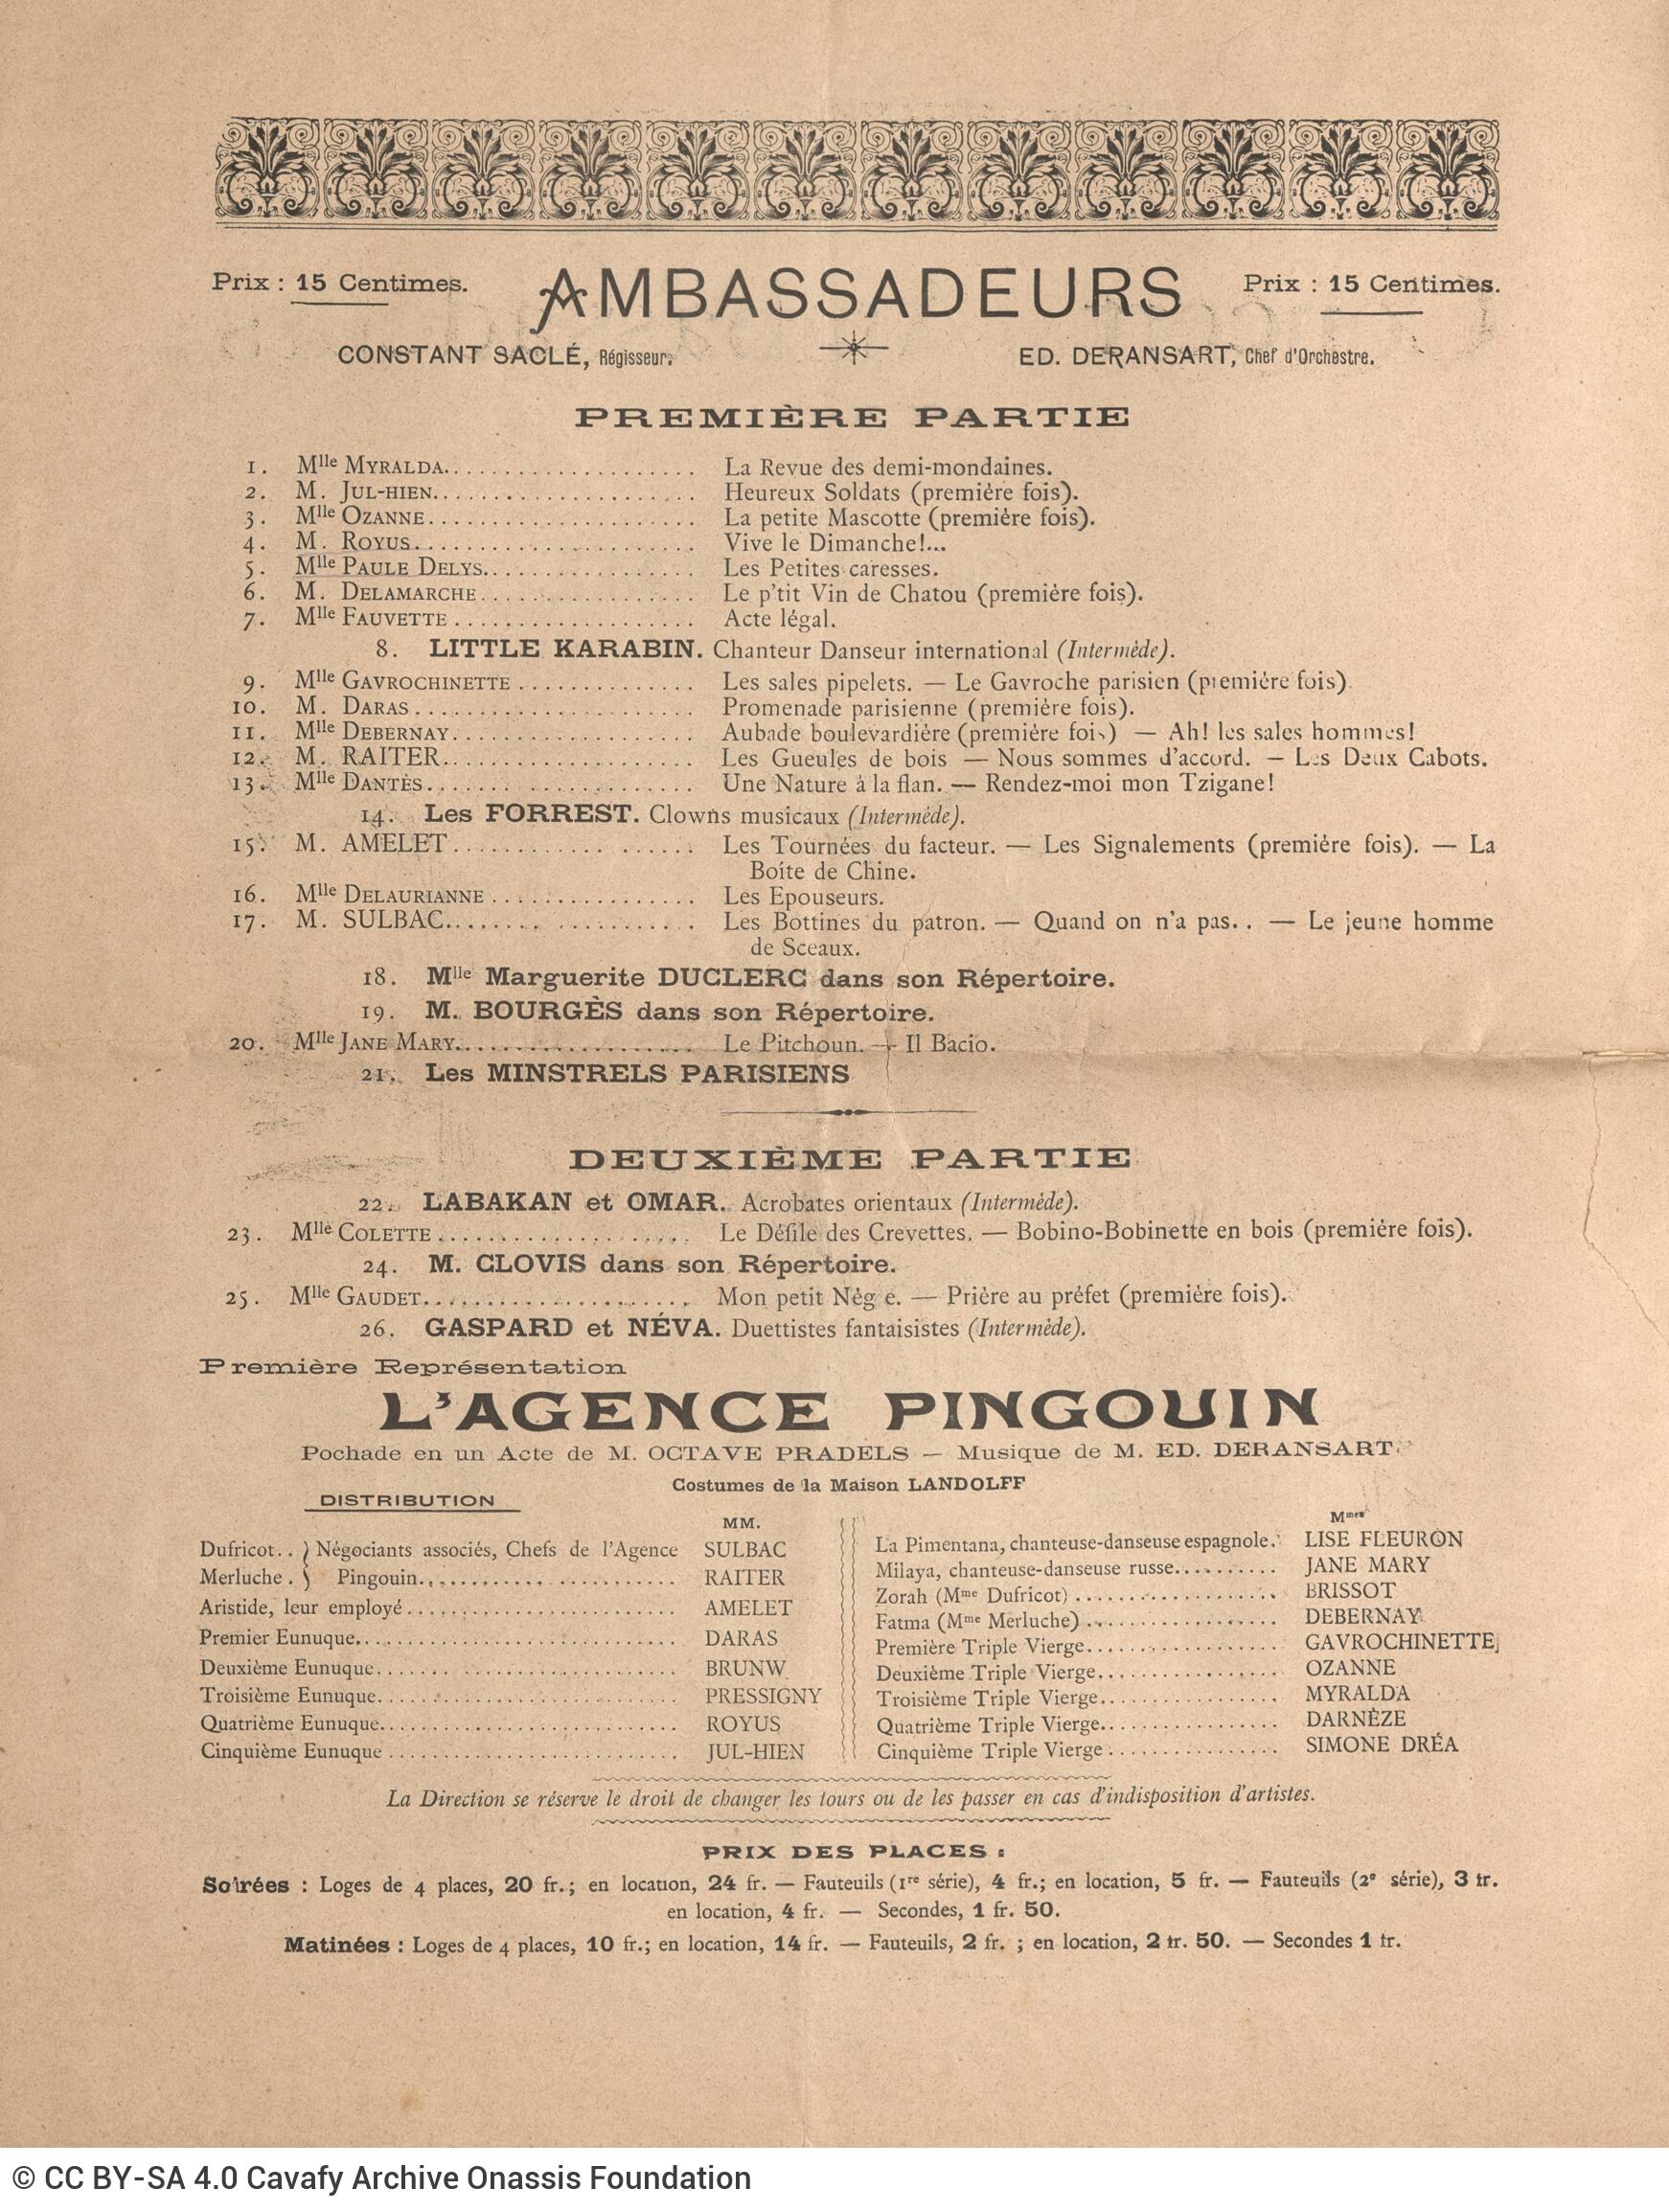 Prix : 15 Centimes. AMBASSADEURS Prix : 15 Centimes.
CONSTANT SACLÉ, Régisseur. ED. DERANSART, Chef d'Orchestre.
PREMIÈRE PARTIE
1. Mlle MYRALDA. La Revue des demi-mondaines.
2. M. JUL-HIEN. Heureux Soldats (première fois).
3. Mlle OZANNE. La petite Mascotte (première fois).
4. M. ROYUS. Vive le Dimanche!...
5. Mlle PAULE DELYS. Les Petites caresses.
6. M. DELAMARCHE. Le p'tit Vin de Chatou (première fois).
7. Mlle FAUVETTE. Acte légal.
8. LITTLE KARABIN. Chanteur Danseur international (Intermède).
9. Mlle GAVROCHINETTE. Les sales pipelets. — Le Gavroche parisien (première fois).
10. M. DARAS. Promenade parisienne (première fois).
11. Mlle DEBERNAY. Aubade boulevardière (première fois) — Ah! les sales hommes!
12. M. RAITER. Les Gueules de bois — Nous sommes d'accord. — Les Deux Cabots.
13. Mlle DANTÈS. Une Nature à la flan. — Rendez-moi mon Tzigane!
14. Les FORREST. Clowns musicaux (Intermède).
15. M. AMELET. Les Tournées du facteur. — Les Signalements (première fois). — La
Boîte de Chine.
16. Mlle DELAURIANNE. Les Epouseurs.
17. M. SULBAC. Les Bottines du patron. — Quand on n'a pas.. — Le jeune homme
de Sceaux.
18. Mlle Marguerite DUCLERC dans son Répertoire.
19. M. BOURGÈS dans son Répertoire.
20. Mlle JANE MARY. Le Pitchoun. — Il Bacio.
21. Les MINSTRELS PARISIENS
DEUXIÈME PARTIE
22. LABAKAN et OMAR. Acrobates orientaux (Intermède).
23. Mlle COLETTE. Le Défile des Crevettes. — Bobino-Bobinette en bois (première fois).
24. M. CLOVIS dans son Répertoire.
25. Mlle GAUDET. Mon petit Nèg e. — Prière au préfet (première fois).
26. GASPARD et NÉVA. Duettistes fantaisistes (Intermède).
Première Représentation
L'AGENCE PINGOUIN
Pochade en un Acte de M. OCTAVE PRADELS — Musique de M. ED. DERANSART.
Costumes de la Maison LANDOLFF
DISTRIBUTION
MM.
Dufricot.. } Négociants associés, Chefs de l'Agence SULBAC
Merluche. } Pingouin. RAITER
Aristide, leur employé. AMELET
Premier Eunuque. DARAS
Deuxième Eunuque. BRUNW
Troisième Eunuque. PRESSIGNY
Quatrième Eunuque. ROYUS
Cinquième Eunuque. JUL-HIEN
Mmes
La Pimentana, chanteuse-danseuse espagnole. LISE FLEURON
Milaya, chanteuse-danseuse russe. JANE MARY
Zorah (Mme Dufricot). BRISSOT
Fatma (Mme Merluche). DEBERNAY
Première Triple Vierge. GAVROCHINETTE
Deuxième Triple Vierge. OZANNE
Troisième Triple Vierge. MYRALDA
Quatrième Triple Vierge. DARNÈZE
Cinquième Triple Vierge. SIMONE DRÉA
La Direction se réserve le droit de changer les tours ou de les passer en cas d'indisposition d'artistes.
PRIX DES PLACES :
Soirées : Loges de 4 places, 20 fr.; en location, 24 fr. — Fauteuils (1re série), 4 fr.; en location, 5 fr. — Fauteuils (2e série), 3 fr.
en location, 4 fr. — Secondes, 1 fr. 50.
Matinées : Loges de 4 places, 10 fr.; en location, 14 fr. — Fauteuils, 2 fr. ; en location, 2 fr. 50. — Secondes 1 fr.
© CC BY-SA 4.0 Cavafy Archive Onassis Foundation